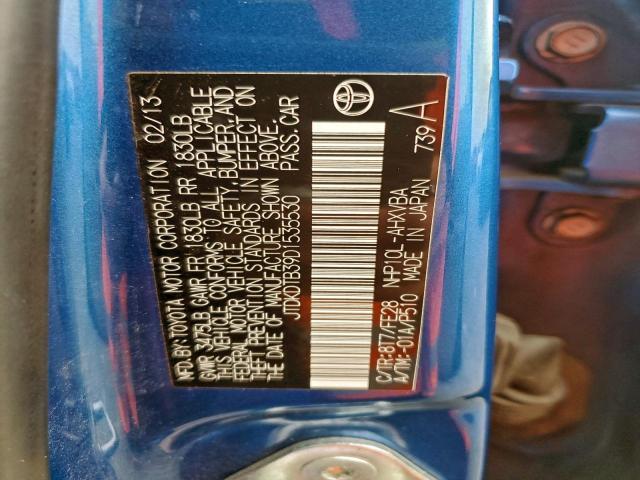 MFD. BY: TOYOTA MOTOR CORPORATION 02/13
GVWR 3475LB GAWR FR 1830LB RR 1830LB
THIS VEHICLE CONFORMS TO ALL APPLICABLE
FEDERAL MOTOR VEHICLE SAFETY, BUMPER, AND
THEFT PREVENTION STANDARDS IN EFFECT ON
THE DATE OF MANUFACTURE SHOWN ABOVE.
JTDKDTB39D1535530 PASS. CAR
C/TR: 8T7/FE28 NHP10L-AHXVBA
A/TM: -01A/P510 MADE IN JAPAN 739 A